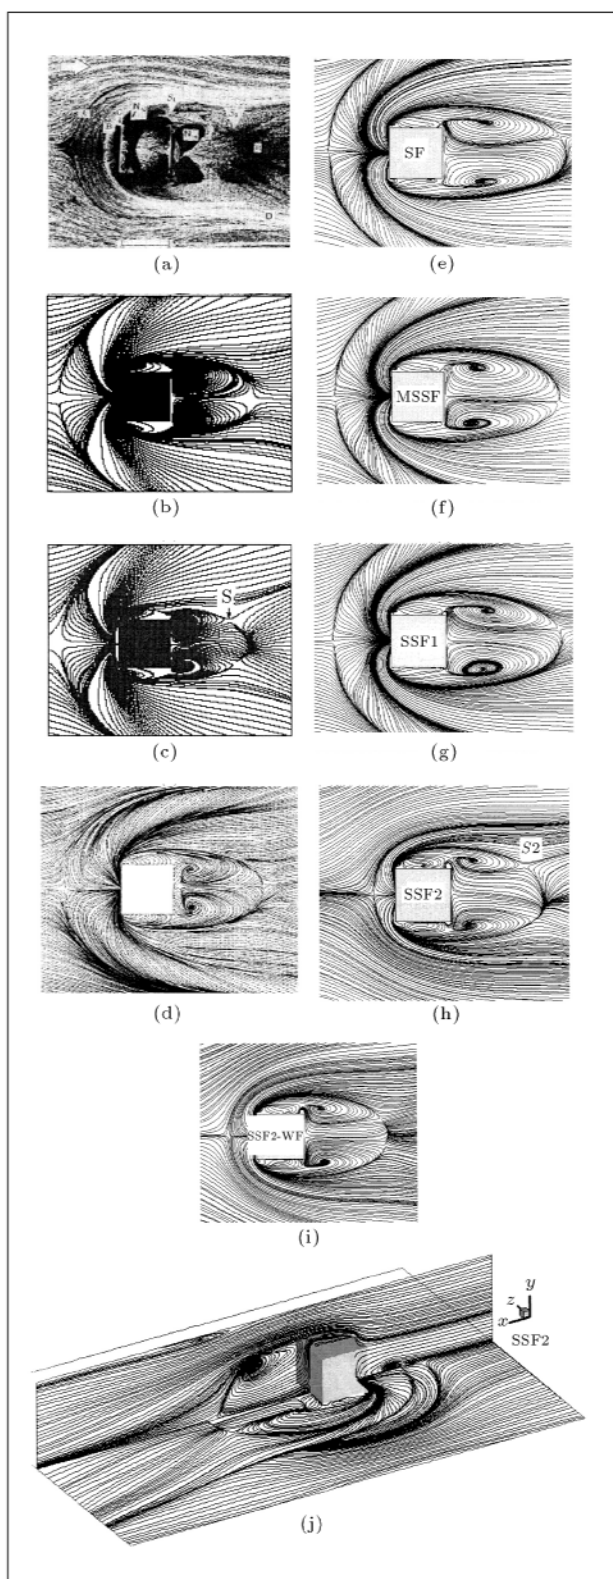 (a)
SF
(e)
(b)
MSSF
(f)
S
(c)
SSF1
(g)
(d)
S2
SSF2
(h)
SSF2-WF
(i)
y
z
x
SSF2
(j)